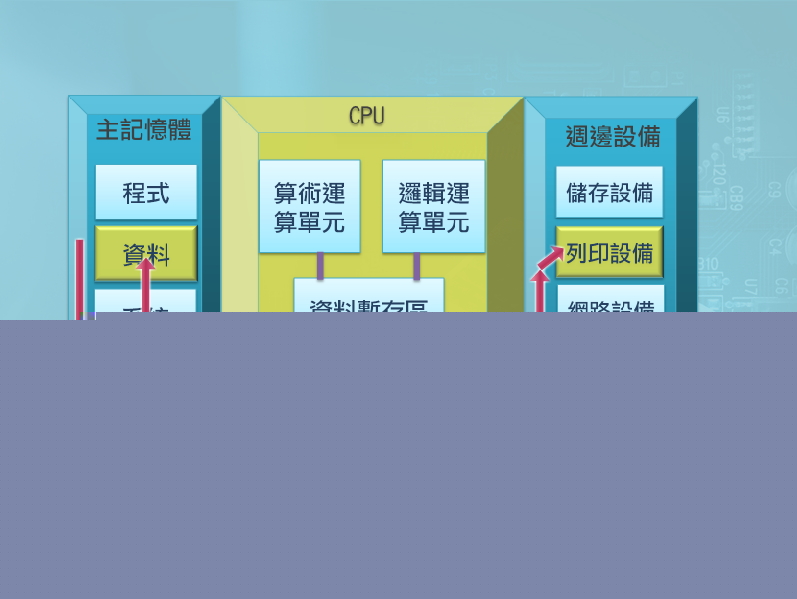 主記憶體
程式
資料
CPU
算術運
算單元
邏輯運
算單元
資料暫存區
週邊設備
儲存設備
列印設備
網路設備